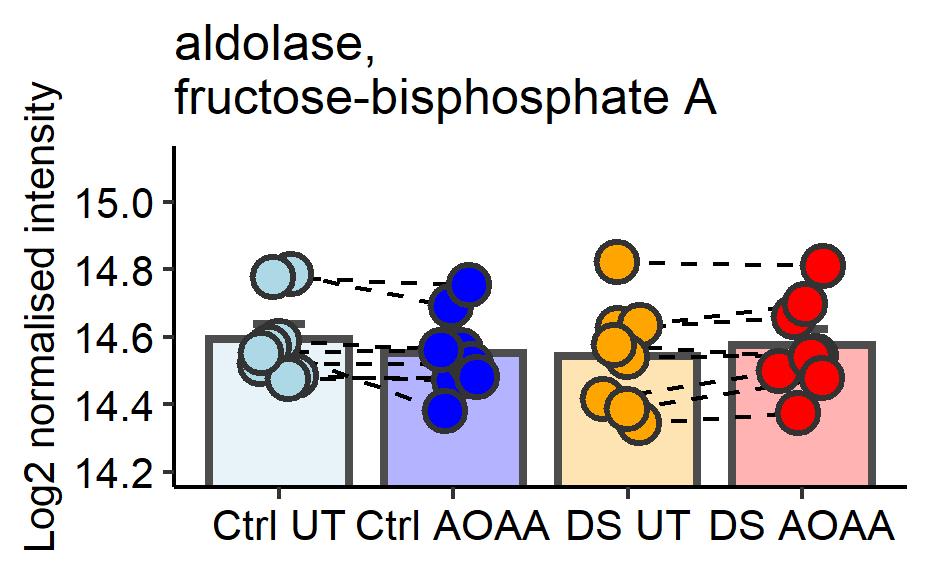 aldolase,
fructose-bisphosphate A
Log2 normalised intensity
15.0
14.8
14.6
14.4
14.2
Ctrl UT Ctrl AOAA DS UT DS AOAA